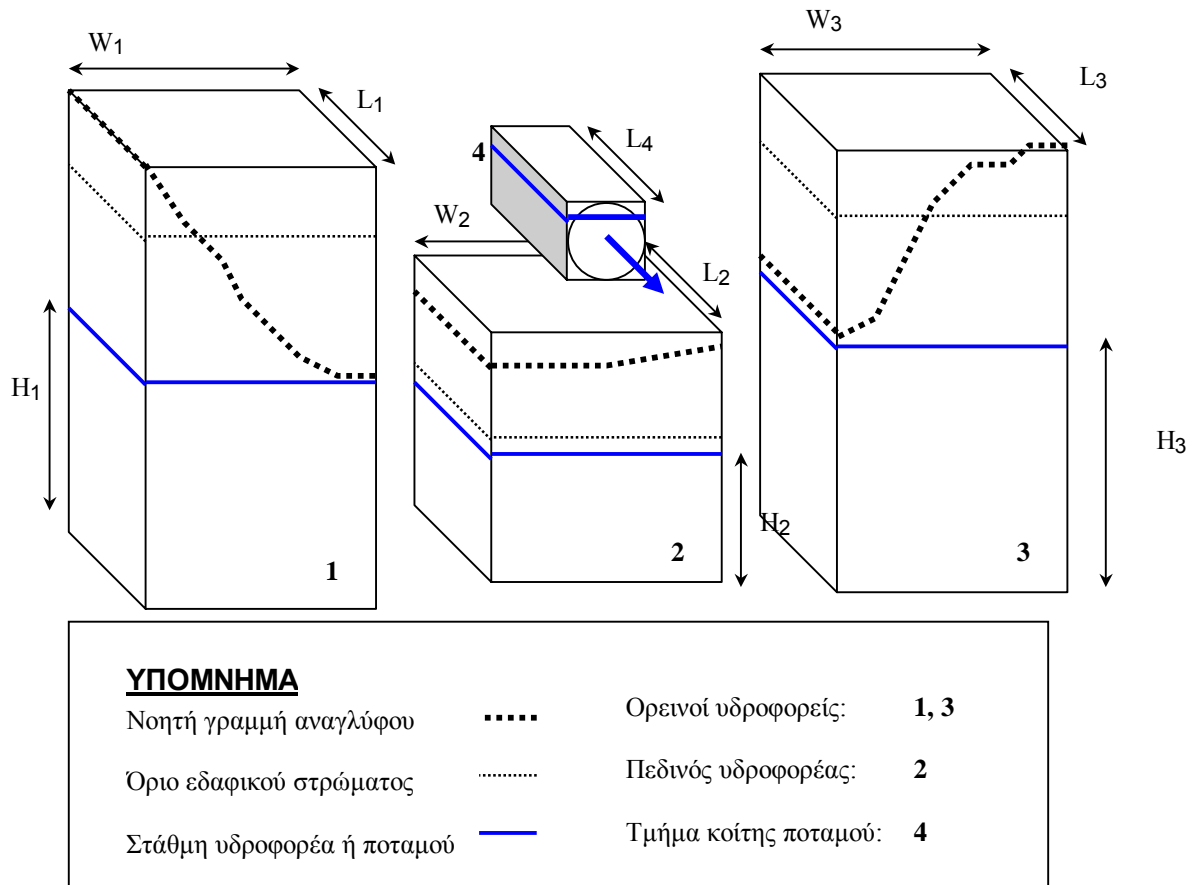 W1
W3
L1
L3
4
L4
W2
L2
H1
H3
H2
1
2
3
ΥΠΟΜΝΗΜΑ
Νοητή γραμμή αναγλύφου
Ορεινοί υδροφορείς: 1, 3
Όριο εδαφικού στρώματος
Πεδινός υδροφορέας: 2
Στάθμη υδροφορέα ή ποταμού
Τμήμα κοίτης ποταμού: 4